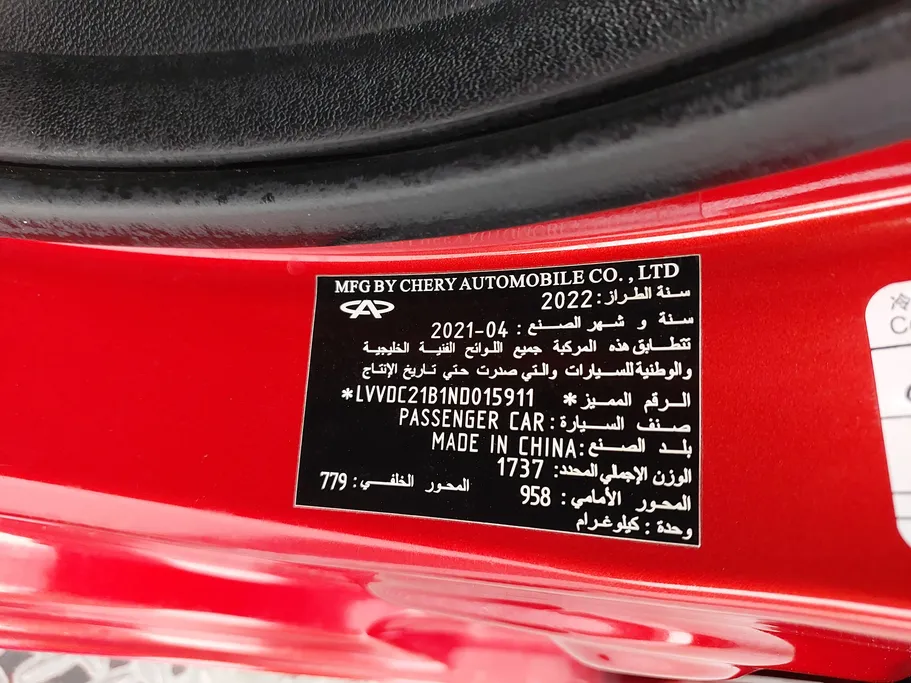 MFG BY CHERY AUTOMOBILE CO. , LTD
سنة الطراز: 2022
سنة و شهر الصنع : 2021-04
تتطابق هذه المركبة جميع اللوائح الفنية الخليجية
والوطنية للسيارات والتي صدرت حتي تاريخ الإنتاج
الرقم المميز* LVVDC21B1ND015911*
صنف السيارة: PASSENGER CAR
بلد الصنع: MADE IN CHINA
الوزن الإجمالي المحدد: 1737
المحور الأمامي: 958 المحور الخلفي: 779
وحدة : كيلوغرام